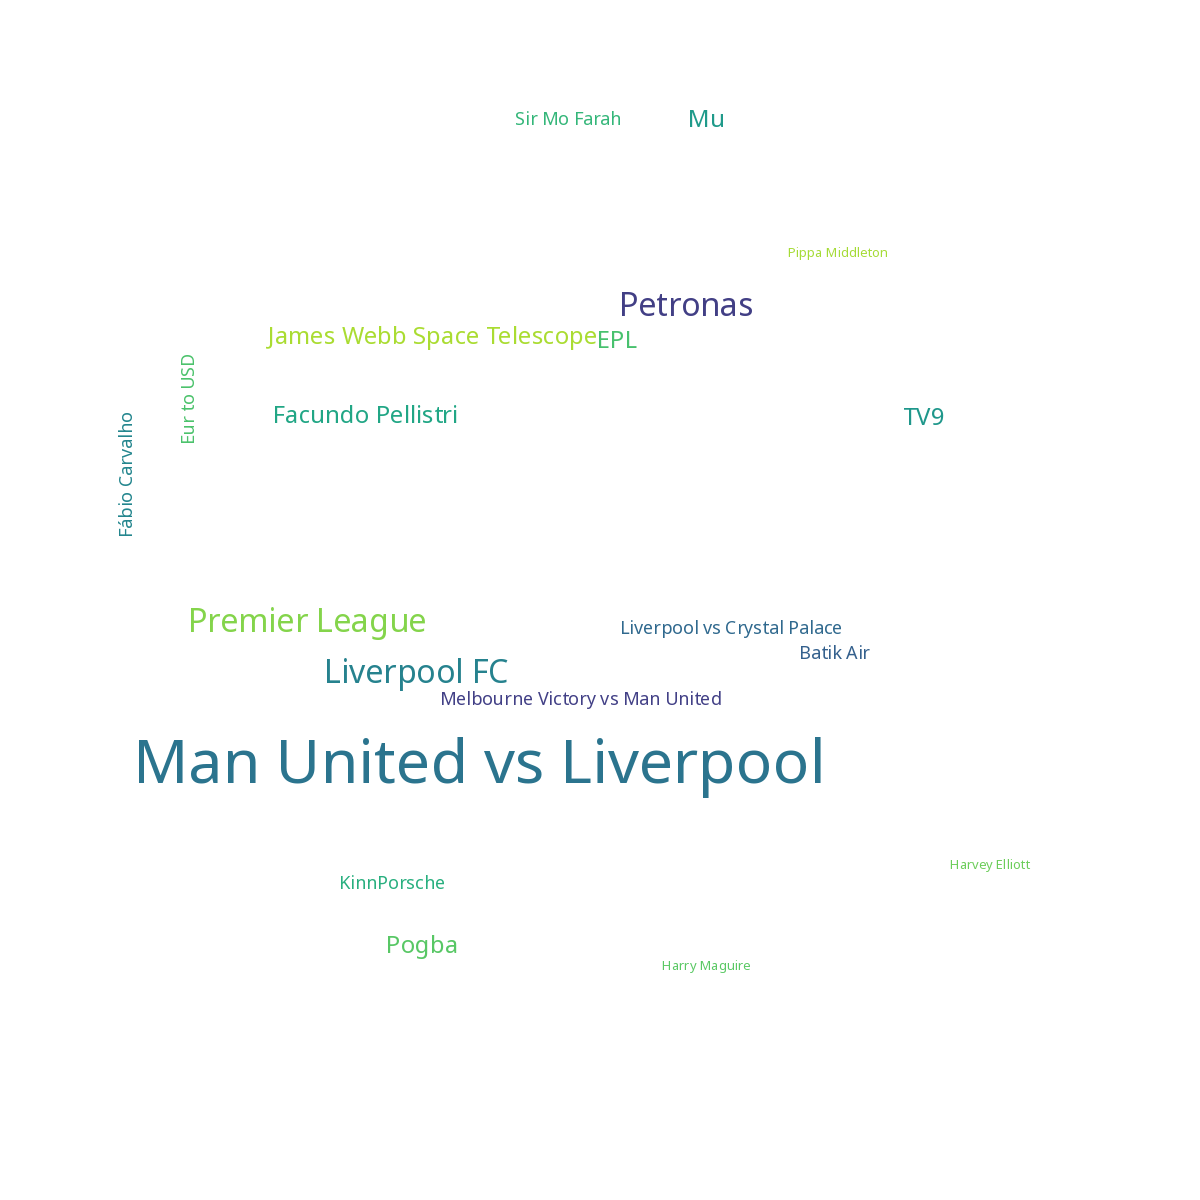 Sir Mo Farah
Mu
Pippa Middleton
Petronas
James Webb Space Telescope
EPL
Eur to USD
Facundo Pellistri
TV9
Fábio Carvalho
Premier League
Liverpool vs Crystal Palace
Batik Air
Liverpool FC
Melbourne Victory vs Man United
Man United vs Liverpool
Harvey Elliott
KinnPorsche
Pogba
Harry Maguire